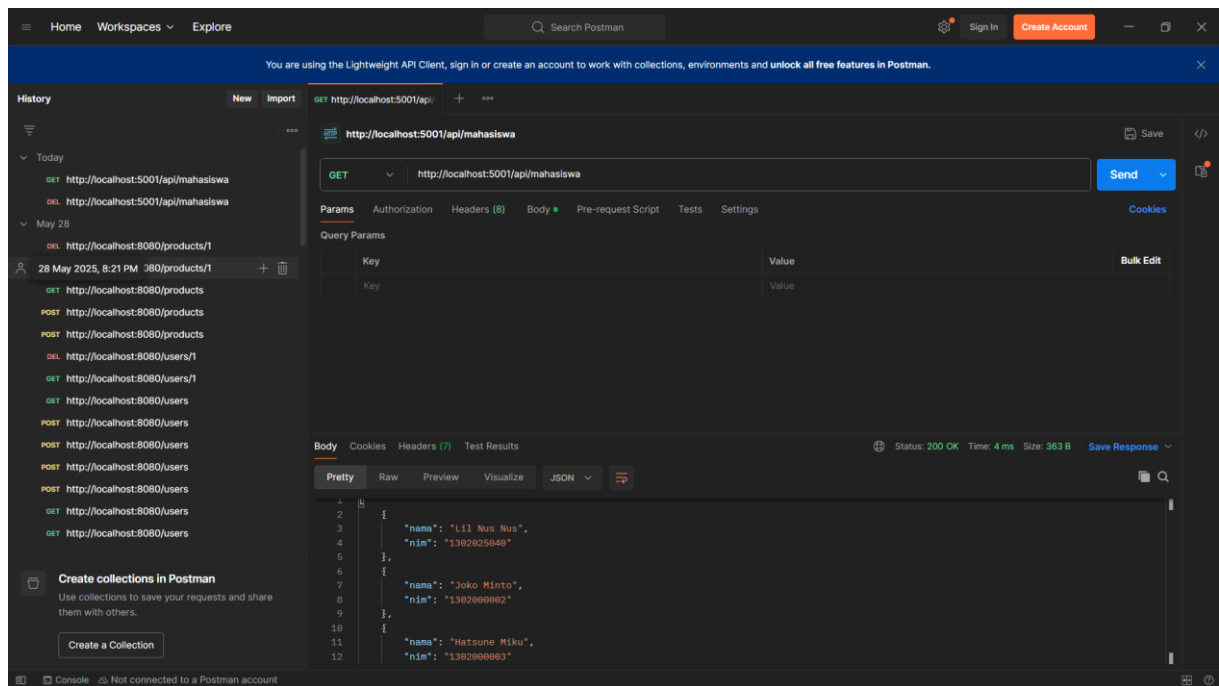 Home Workspaces Explore Search Postman Sign In Create Account
You are using the Lightweight API Client, sign in or create an account to work with collections, environments and unlock all free features in Postman.
History New Import
GET http://localhost:5001/api/
HTTP http://localhost:5001/api/mahasiswa Save
Today
GET http://localhost:5001/api/mahasiswa
DEL http://localhost:5001/api/mahasiswa
May 28
DEL http://localhost:8080/products/1
28 May 2025, 8:21 PM 080/products/1
GET http://localhost:8080/products
POST http://localhost:8080/products
POST http://localhost:8080/products
DEL http://localhost:8080/users/1
GET http://localhost:8080/users/1
GET http://localhost:8080/users
POST http://localhost:8080/users
POST http://localhost:8080/users
POST http://localhost:8080/users
POST http://localhost:8080/users
GET http://localhost:8080/users
GET http://localhost:8080/users
Create collections in Postman
Use collections to save your requests and share
them with others.
Create a Collection
GET http://localhost:5001/api/mahasiswa Send
Params Authorization Headers (8) Body Pre-request Script Tests Settings Cookies
Query Params
Key Value Bulk Edit
Key Value
Body Cookies Headers (7) Test Results Status: 200 OK Time: 4 ms Size: 363 B Save Response
Pretty Raw Preview Visualize JSON
1 [
2 {
3 "nama": "Lil Nus Nus",
4 "nim": "1302025040"
5 },
6 {
7 "nama": "Joko Minto",
8 "nim": "1302000002"
9 },
10 {
11 "nama": "Hatsune Miku",
12 "nim": "1302000003"
Console Not connected to a Postman account